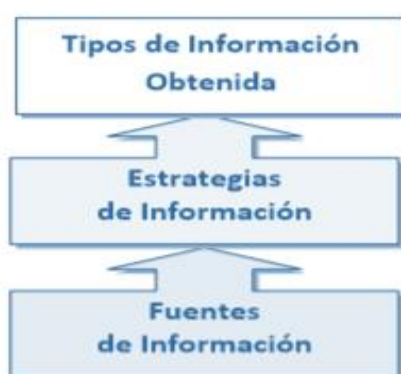 Tipos de Información
Obtenida
Estrategias
de Información
Fuentes
de Información